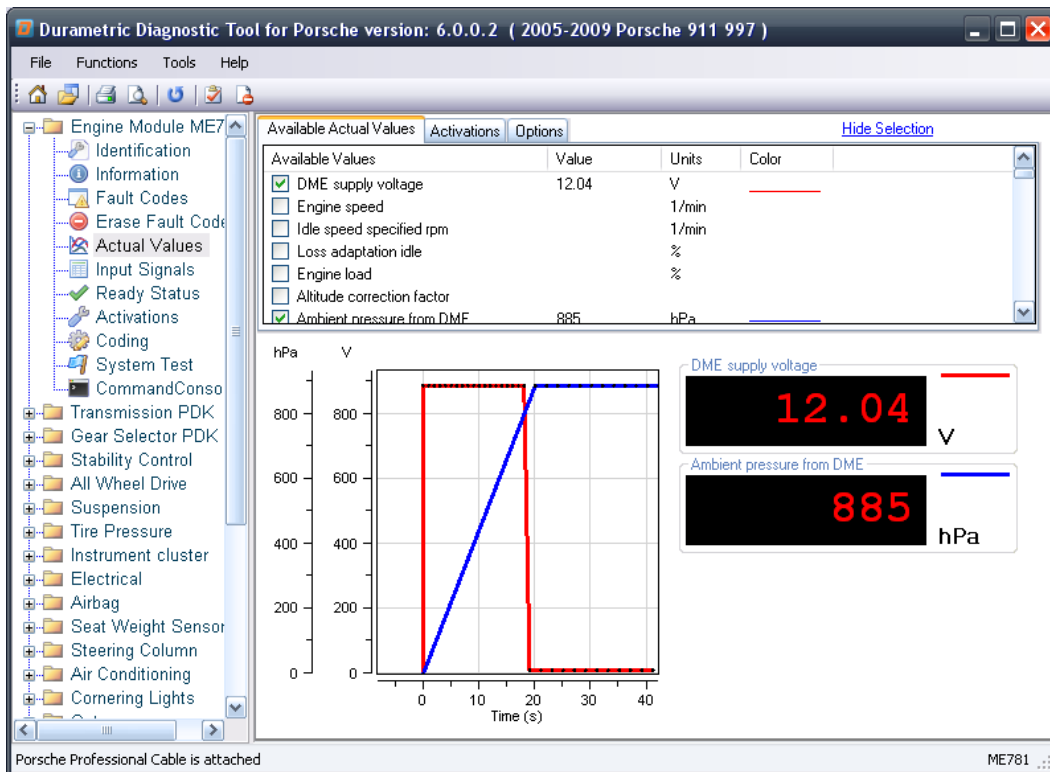 Durametric Diagnostic Tool for Porsche version: 6.0.0.2 ( 2005-2009 Porsche 911 997 )
File Functions Tools Help
Engine Module ME7
Identification
Information
Fault Codes
Erase Fault Code
Actual Values
Input Signals
Ready Status
Activations
Coding
System Test
CommandConso
Transmission PDK
Gear Selector PDK
Stability Control
All Wheel Drive
Suspension
Tire Pressure
Instrument cluster
Electrical
Airbag
Seat Weight Sensor
Steering Column
Air Conditioning
Cornering Lights
Available Actual Values Activations Options Hide Selection
Available Values Value Units Color
DME supply voltage 12.04 V
Engine speed 1/min
Idle speed specified rpm 1/min
Loss adaptation idle %
Engine load %
Altitude correction factor
Ambient pressure from DME 885 hPa
hPa V
800 800
600 600
400 400
200 200
0 0
0 10 20 30 40
Time (s)
DME supply voltage
12.04 V
Ambient pressure from DME
885 hPa
Porsche Professional Cable is attached ME781